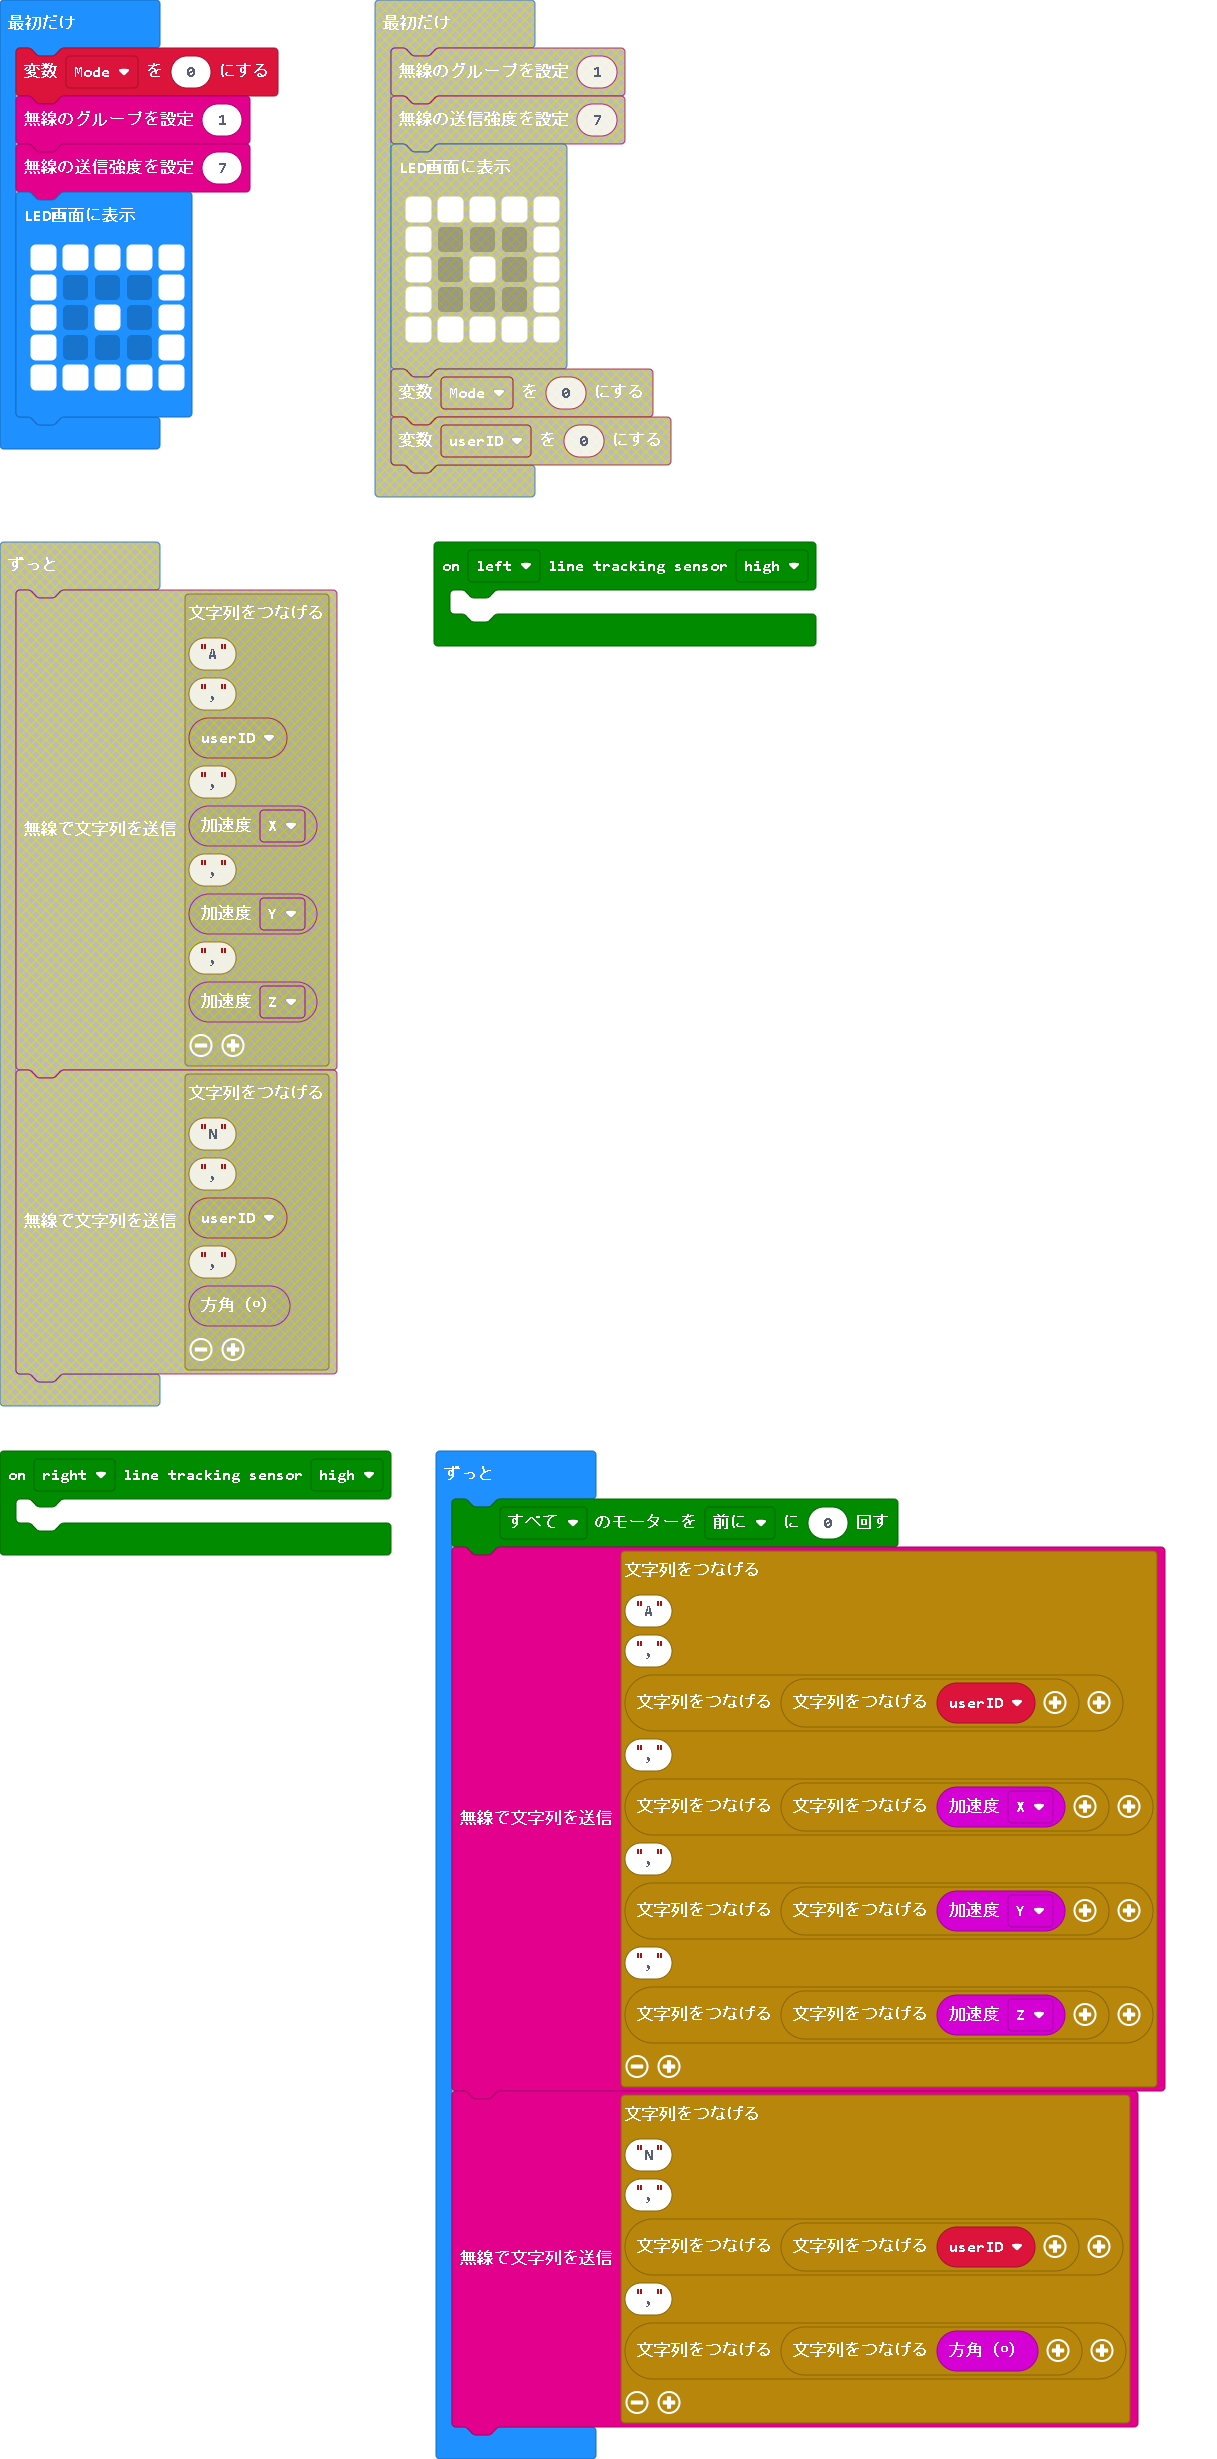 最初だけ
変数 Mode を 0 にする
無線のグループを設定 1
無線の送信強度を設定 7
LED画面に表示
最初だけ
無線のグループを設定 1
無線の送信強度を設定 7
LED画面に表示
変数 Mode を 0 にする
変数 userID を 0 にする
ずっと
無線で文字列を送信
文字列をつなげる
"A"
","
userID
","
加速度 X
","
加速度 Y
","
加速度 Z
無線で文字列を送信
文字列をつなげる
"N"
","
userID
","
方角 (°)
on left line tracking sensor high
on right line tracking sensor high
ずっと
すべて のモーターを 前に に 0 回す
無線で文字列を送信
文字列をつなげる
"A"
","
文字列をつなげる 文字列をつなげる userID
","
文字列をつなげる 文字列をつなげる 加速度 X
","
文字列をつなげる 文字列をつなげる 加速度 Y
","
文字列をつなげる 文字列をつなげる 加速度 Z
無線で文字列を送信
文字列をつなげる
"N"
","
文字列をつなげる 文字列をつなげる userID
","
文字列をつなげる 文字列をつなげる 方角 (°)